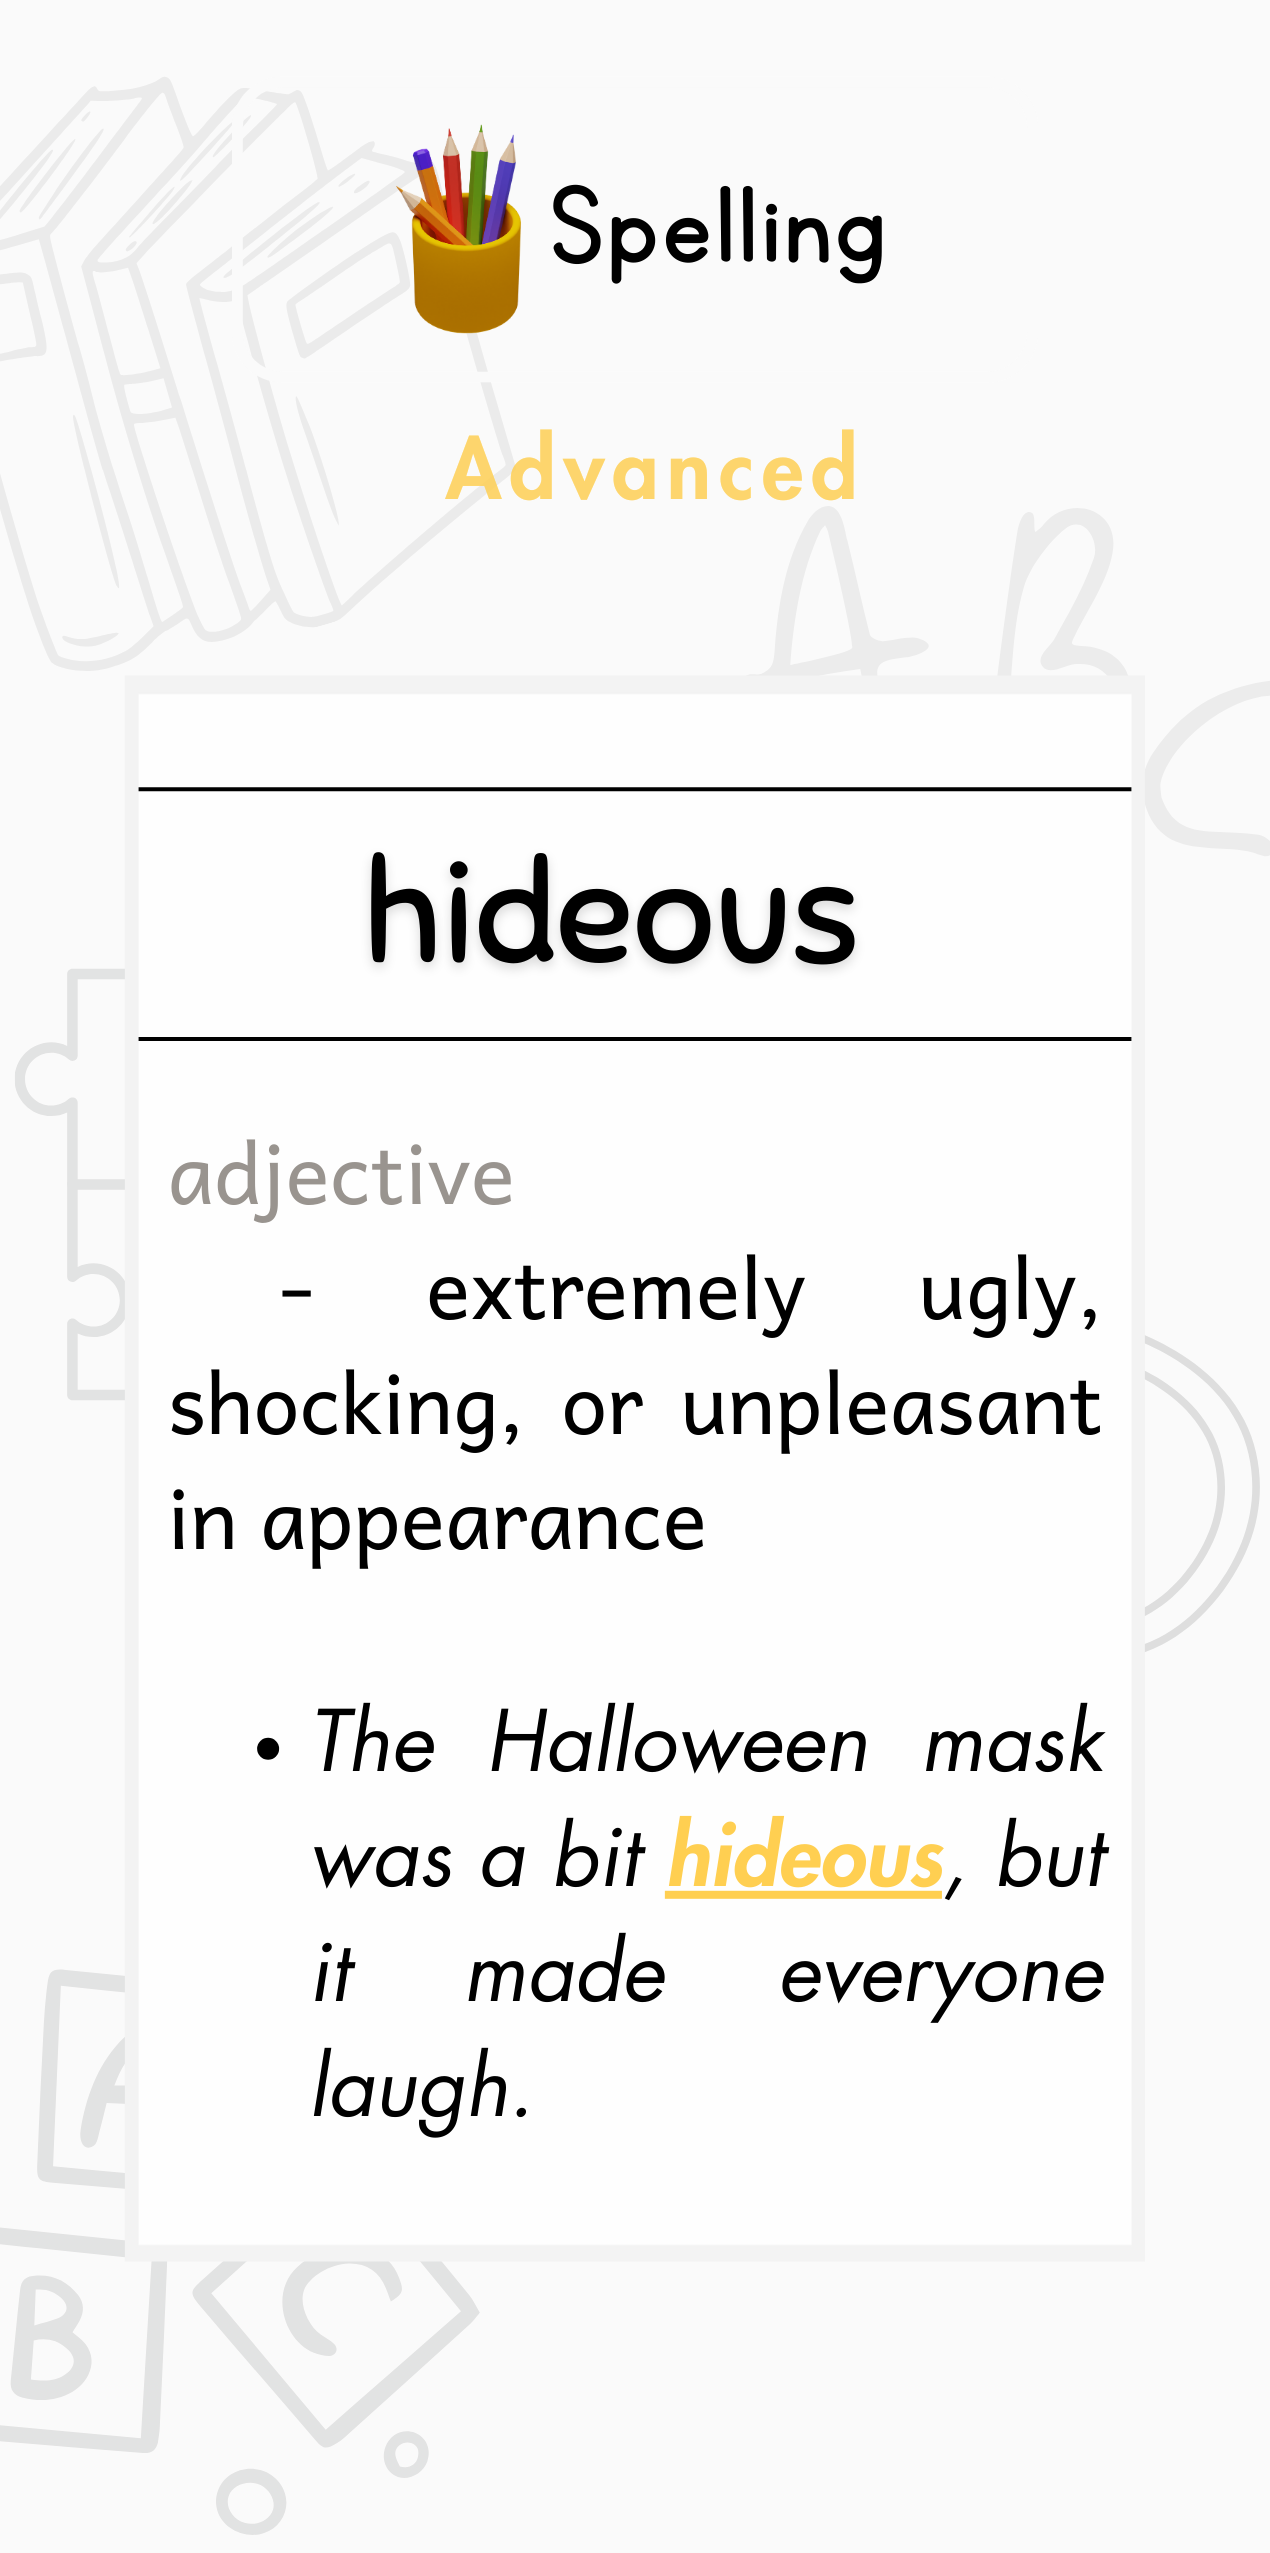 Spelling
Advanced
A B
hideous
adjective
- extremely ugly,
shocking, or unpleasant
in appearance
• The Halloween mask
was a bit hideous, but
it made everyone
laugh.
A
B C